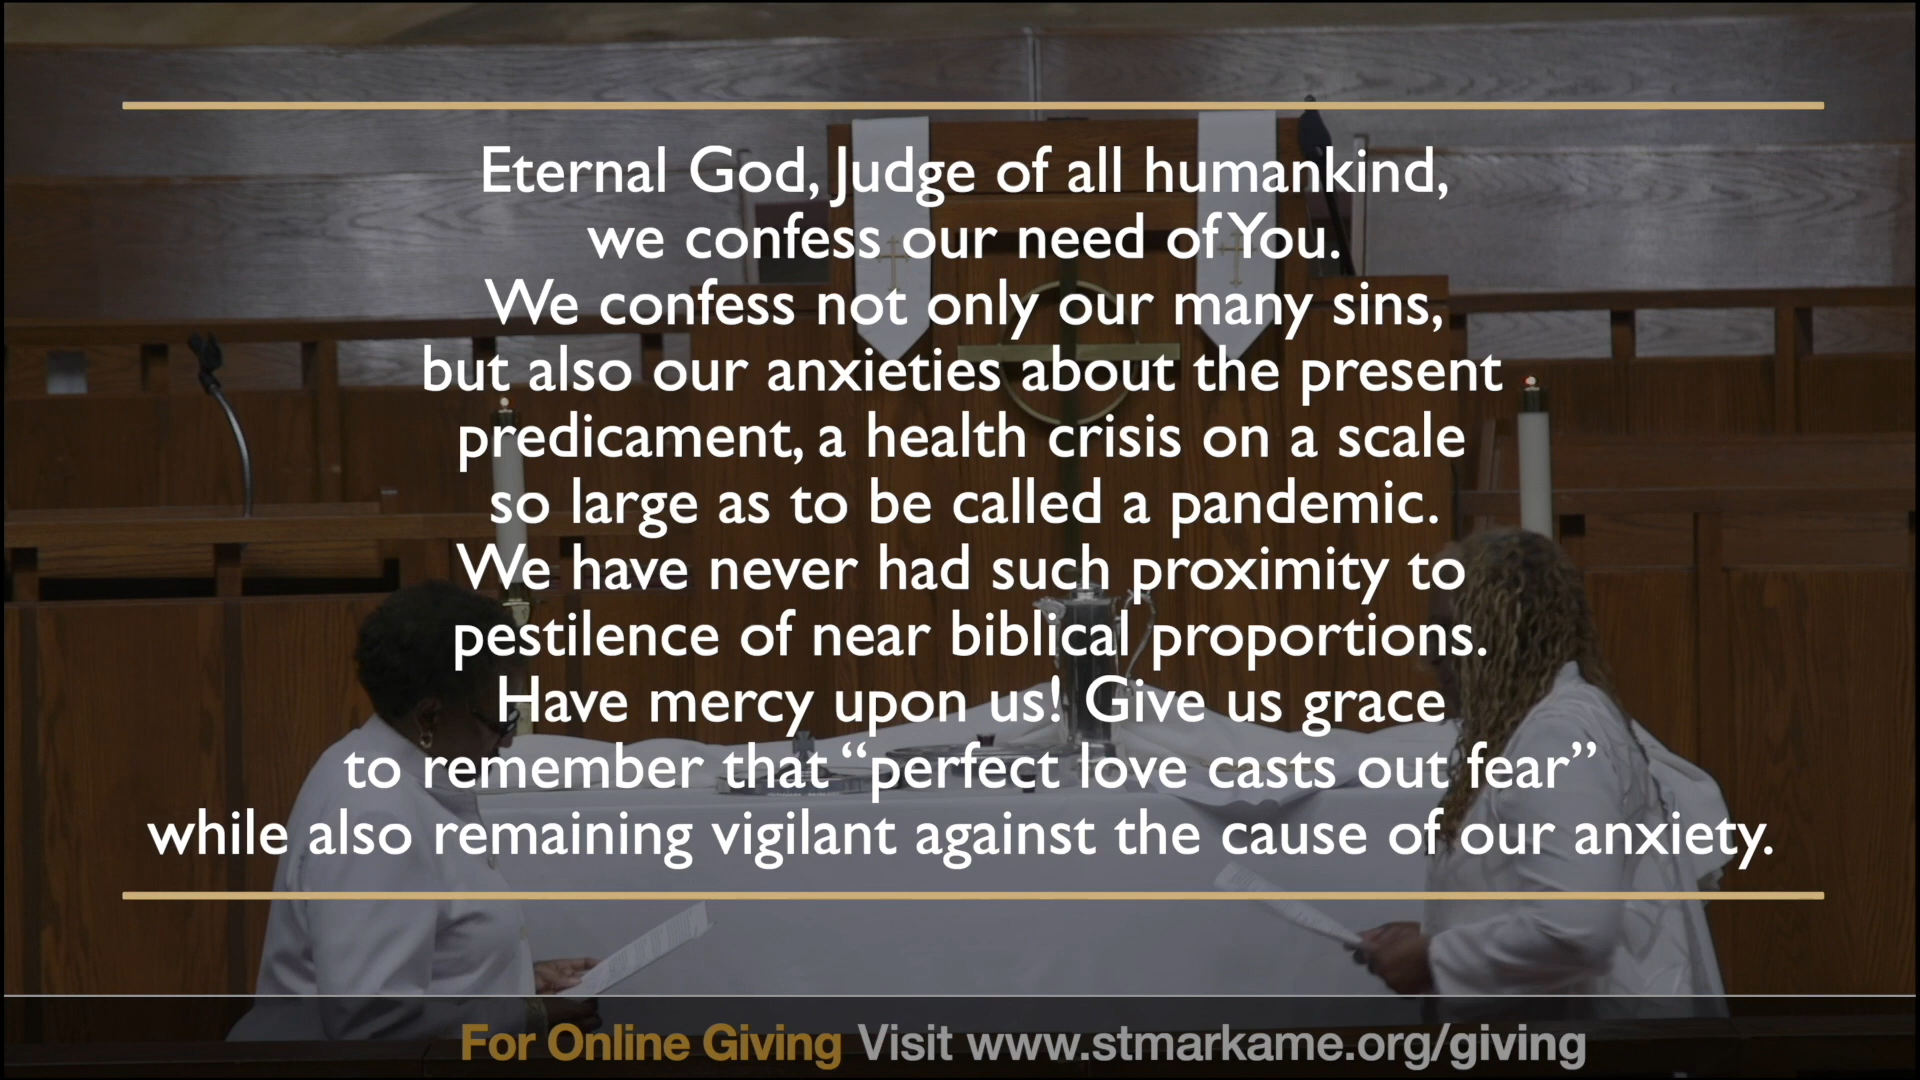 Eternal God, Judge of all humankind,
we confess our need of You.
We confess not only our many sins,
but also our anxieties about the present
predicament, a health crisis on a scale
so large as to be called a pandemic.
We have never had such proximity to
pestilence of near biblical proportions.
Have mercy upon us! Give us grace
to remember that “perfect love casts out fear”
while also remaining vigilant against the cause of our anxiety.
For Online Giving Visit www.stmarkame.org/giving